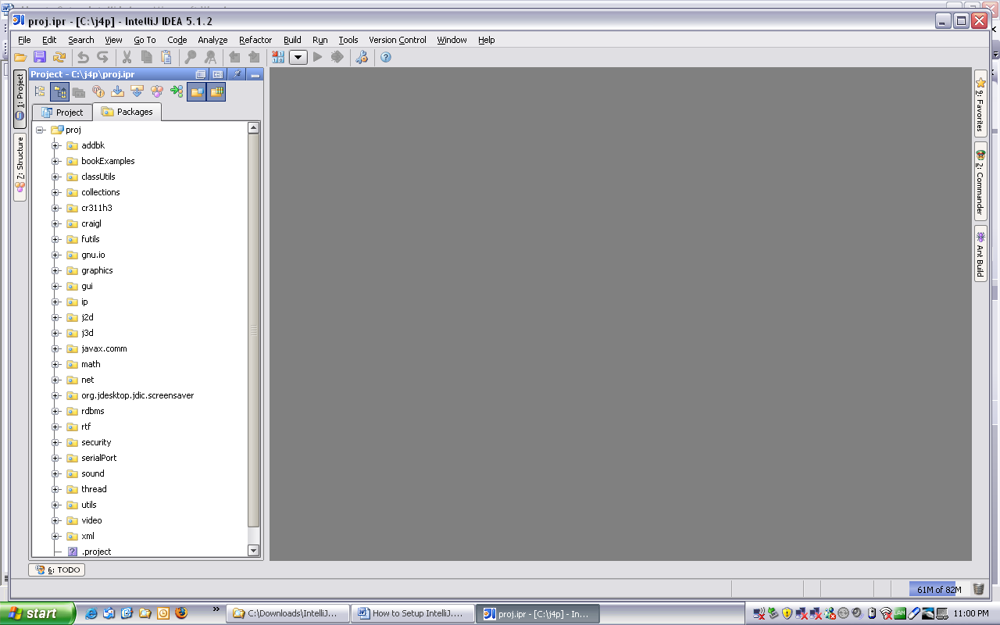 proj.ipr - [C:\j4p] - IntelliJ IDEA 5.1.2
File Edit Search View Go To Code Analyze Refactor Build Run Tools Version Control Window Help
Project - C:\j4p\proj.ipr
1: Project
Z: Structure
Project Packages
proj
addbk
bookExamples
classUtils
collections
cr311h3
craigl
futils
gnu.io
graphics
gui
ip
j2d
j3d
javax.comm
math
net
org.jdesktop.jdic.screensaver
rdbms
rtf
security
serialPort
sound
thread
utils
video
xml
.project
9: Favorites
2: Commander
Ant Build
6: TODO
61M of 82M
start
C:\Downloads\IntelliJ...
How to Setup IntelliJ....
proj.ipr - [C:\j4p] - In...
11:00 PM